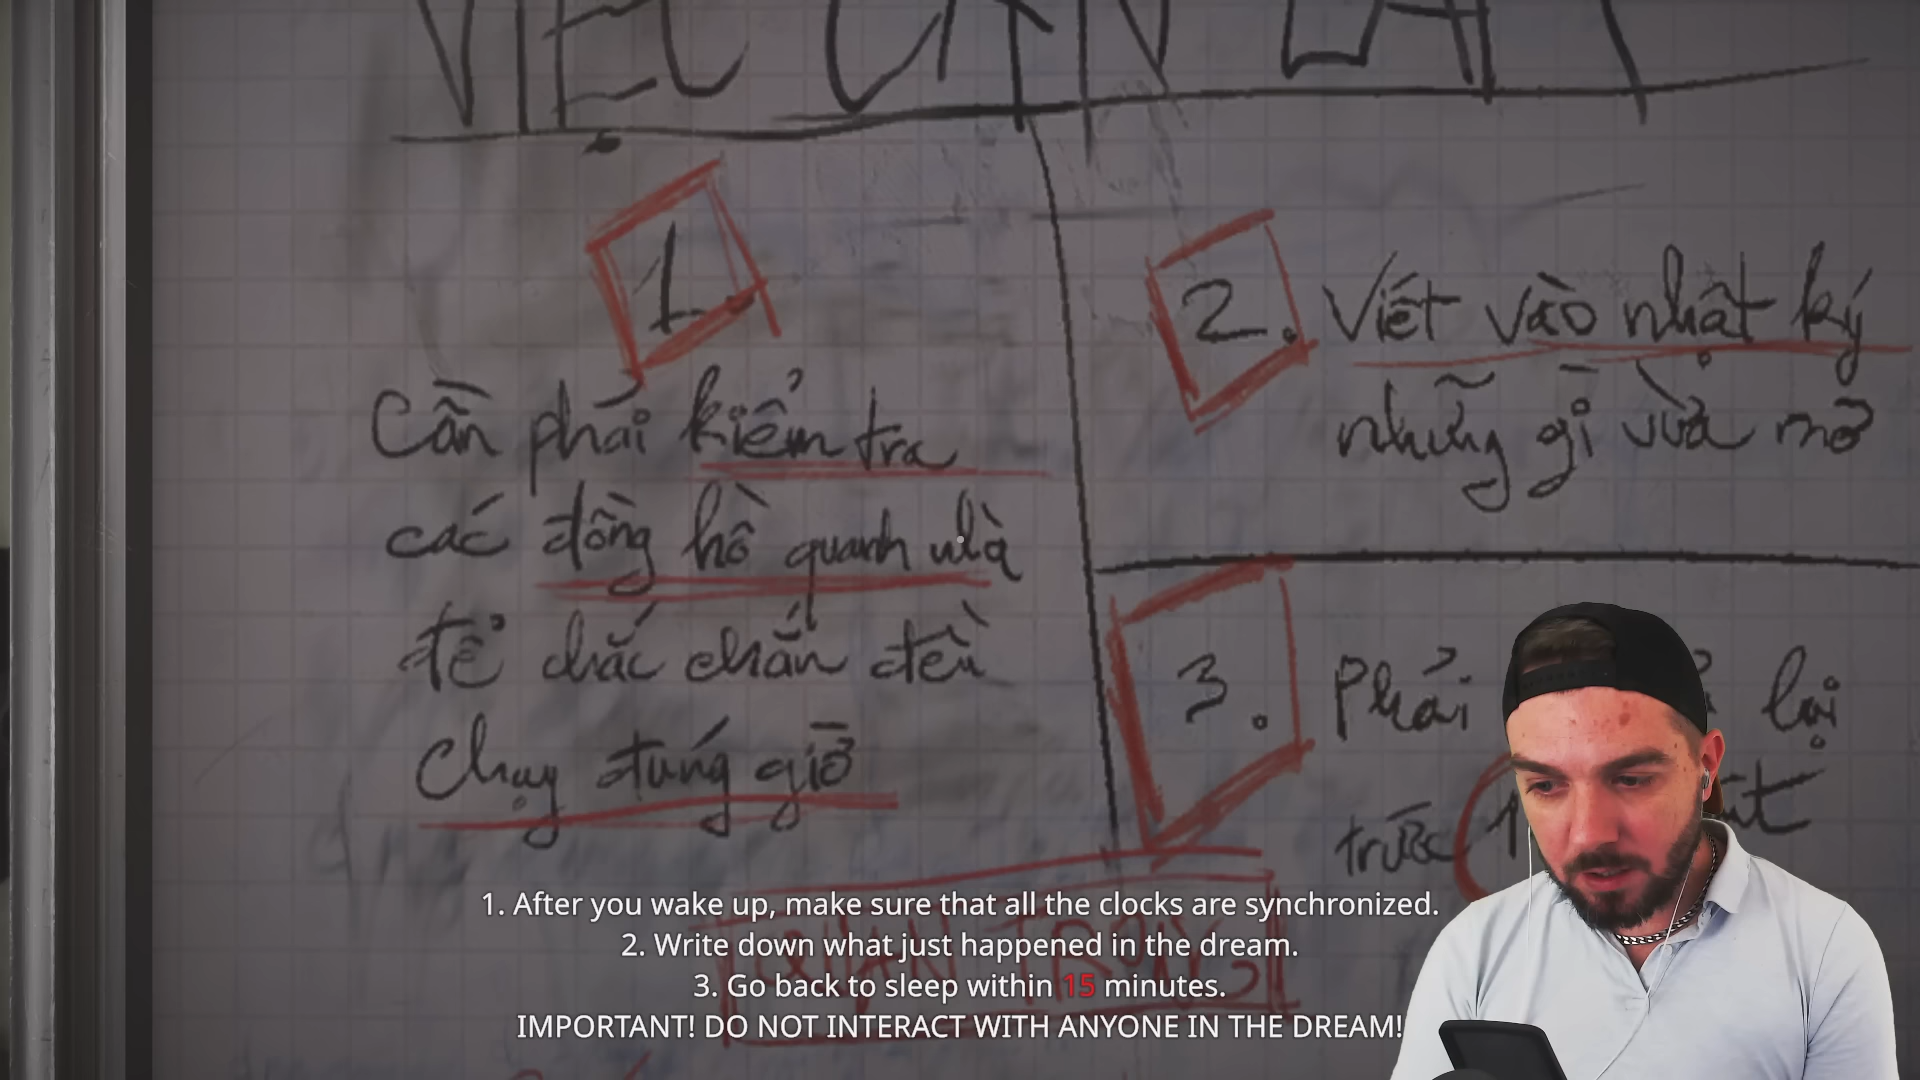 VIỆC CẦN LÀM
1.
Cần phải kiểm tra
các đồng hồ quanh nhà
để chắc chắn đều
chạy đúng giờ
2. Viết vào nhật ký
những gì vừa mơ
3. Phải lại
trước
QUAN TRỌNG!
1. After you wake up, make sure that all the clocks are synchronized.
2. Write down what just happened in the dream.
3. Go back to sleep within 15 minutes.
IMPORTANT! DO NOT INTERACT WITH ANYONE IN THE DREAM!